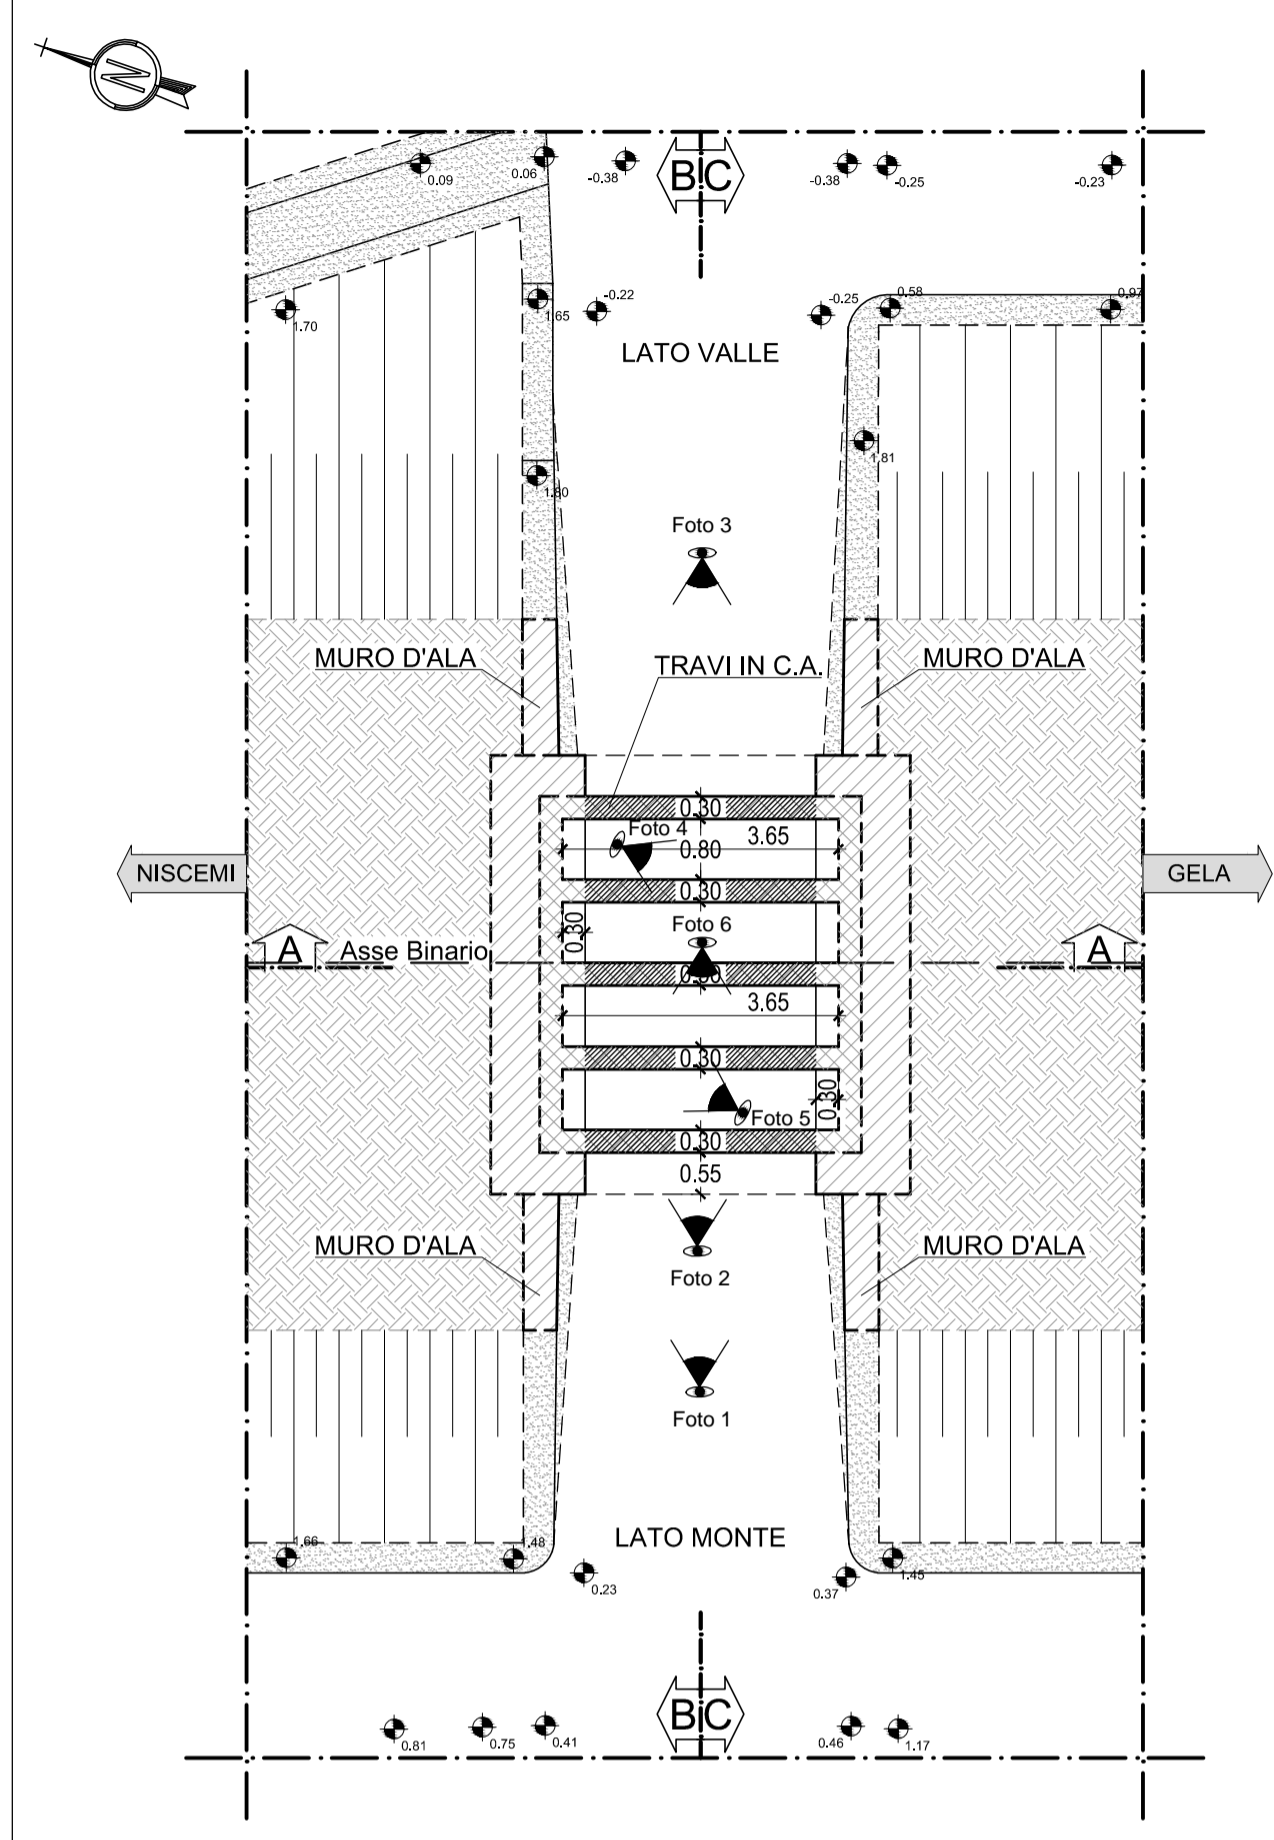 N
0.09
0.06
-0.38
B C
-0.38
-0.25
-0.23
1.70
1.65
-0.22
-0.25
0.58
0.97
LATO VALLE
1.81
1.80
Foto 3
MURO D'ALA
TRAVI IN C.A.
MURO D'ALA
0.30
Foto 4
3.65
0.80
NISCEMI
GELA
0.30
0.30
Foto 6
A
Asse Binario
A
0.30
3.65
0.30
0.30
Foto 5
0.30
0.55
MURO D'ALA
MURO D'ALA
Foto 2
Foto 1
LATO MONTE
1.66
1.48
0.23
0.37
1.45
B C
0.81
0.75
0.41
0.46
1.17